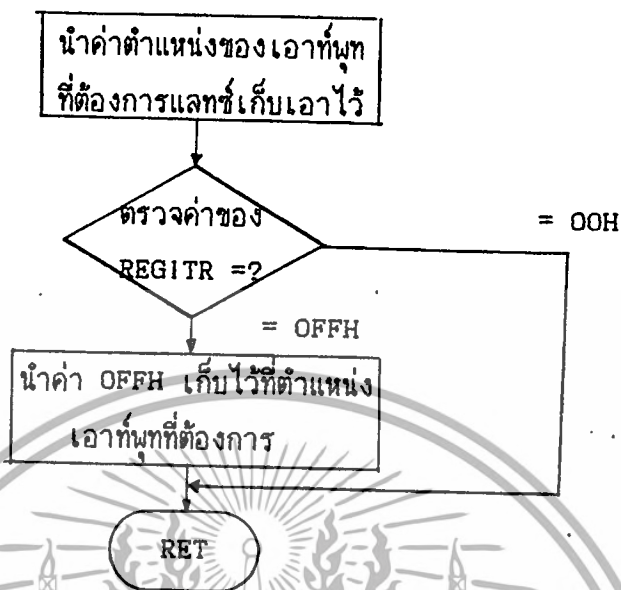 นำค่าตำแหน่งของเอาท์พุท
ที่ต้องการแลทซ์เก็บเอาไว้
ตรวจค่าของ
REGITR =?
= 00H
= 0FFH
นำค่า 0FFH เก็บไว้ที่ตำแหน่ง
เอาท์พุทที่ต้องการ
RET